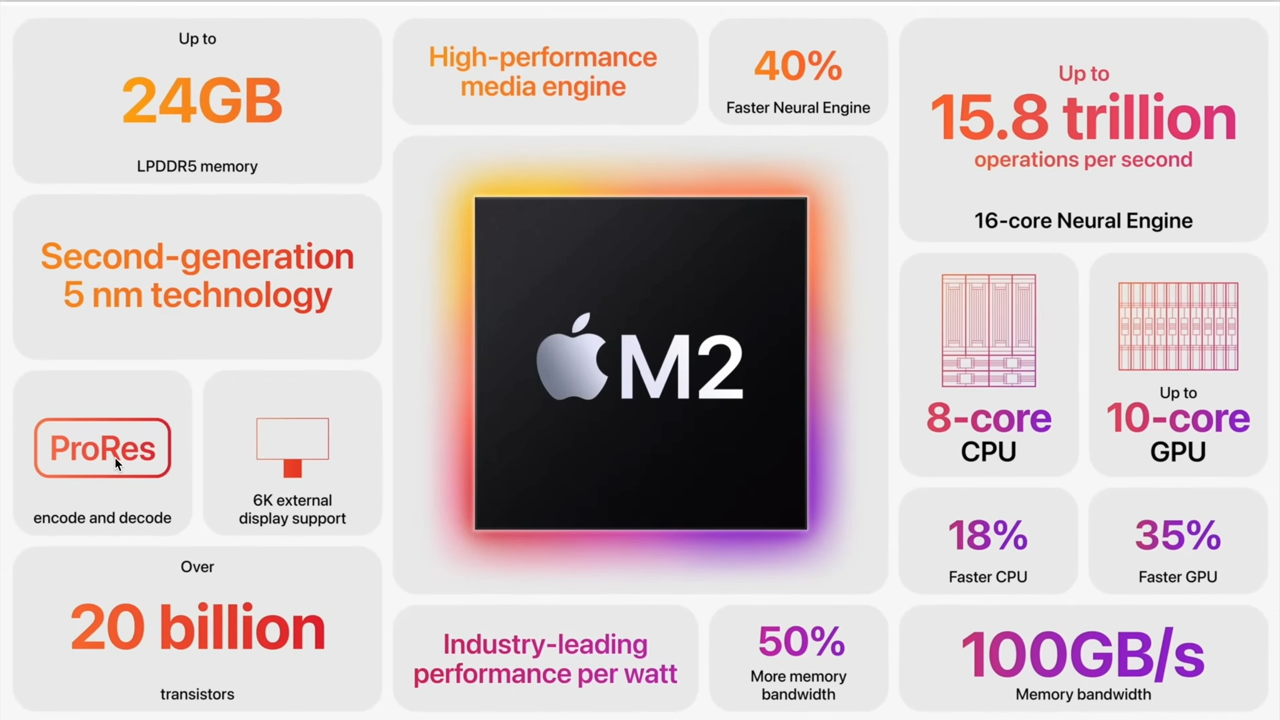 Up to
24GB
LPDDR5 memory
Second-generation
5 nm technology
ProRes
encode and decode
6K external
display support
Over
20 billion
transistors
High-performance
media engine
40%
Faster Neural Engine
M2
Industry-leading
performance per watt
50%
More memory
bandwidth
Up to
15.8 trillion
operations per second
16-core Neural Engine
8-core
CPU
Up to
10-core
GPU
18%
Faster CPU
35%
Faster GPU
100GB/s
Memory bandwidth